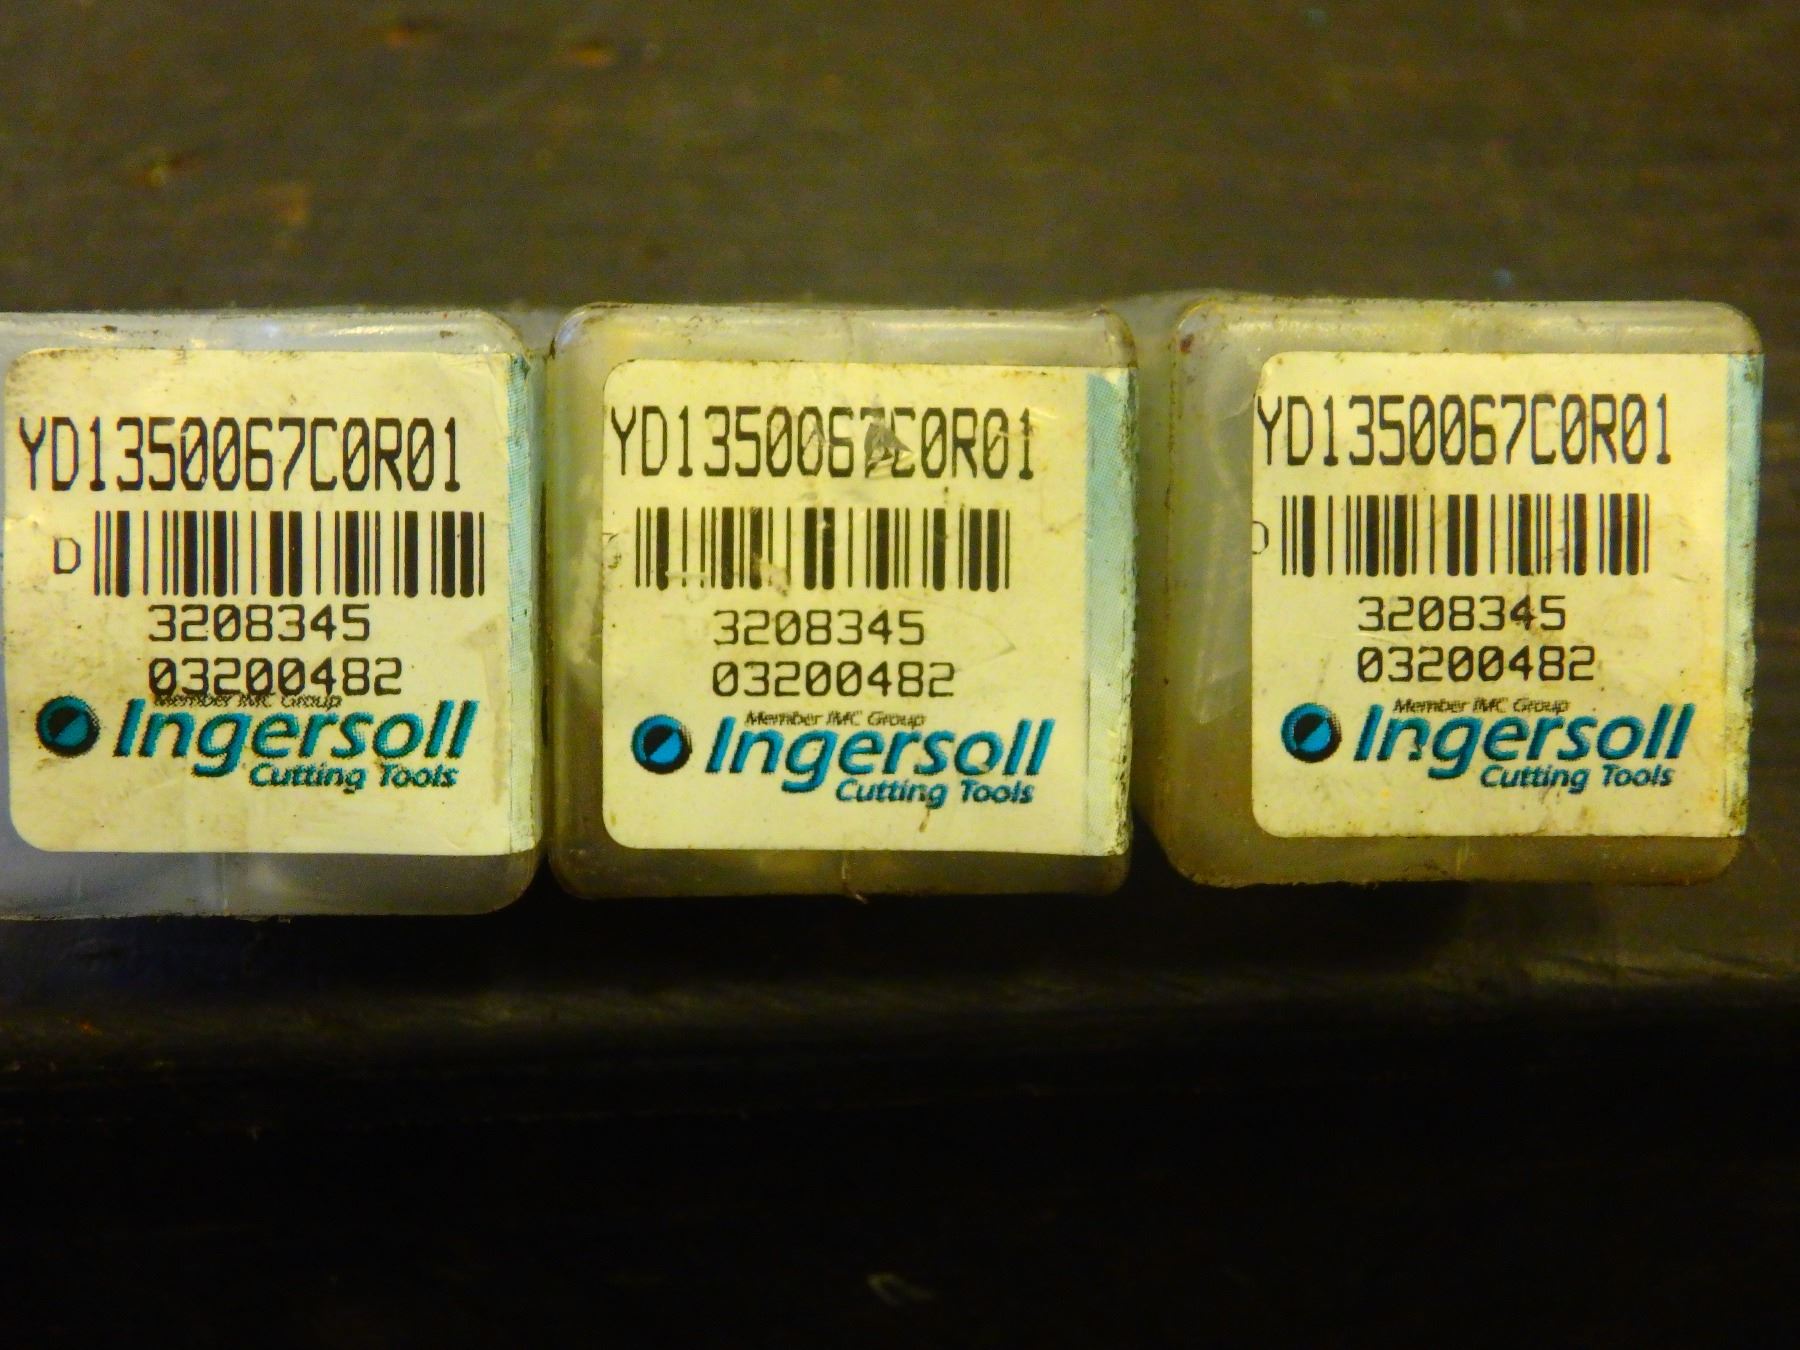 YD1350067C0R01
D
3208345
03200482
Member IMC Group
Ingersoll
Cutting Tools
YD1350067C0R01
D
3208345
03200482
Member IMC Group
Ingersoll
Cutting Tools
YD1350067C0R01
D
3208345
03200482
Member IMC Group
Ingersoll
Cutting Tools